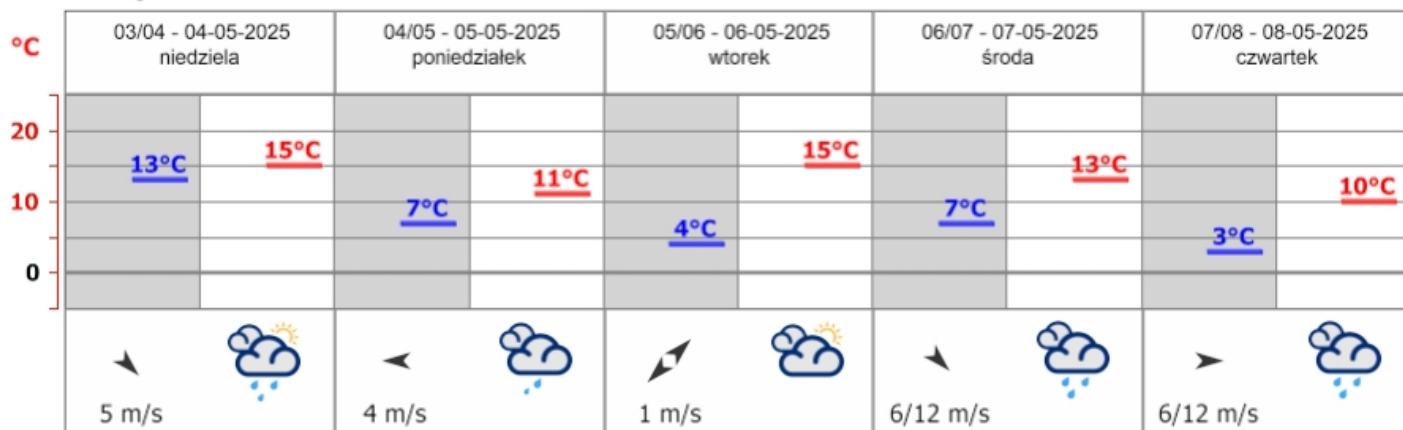 °C
03/04 - 04-05-2025
niedziela
04/05 - 05-05-2025
poniedziałek
05/06 - 06-05-2025
wtorek
06/07 - 07-05-2025
środa
07/08 - 08-05-2025
czwartek
20
10
0
13°C
15°C
7°C
11°C
4°C
15°C
7°C
13°C
3°C
10°C
5 m/s
4 m/s
1 m/s
6/12 m/s
6/12 m/s